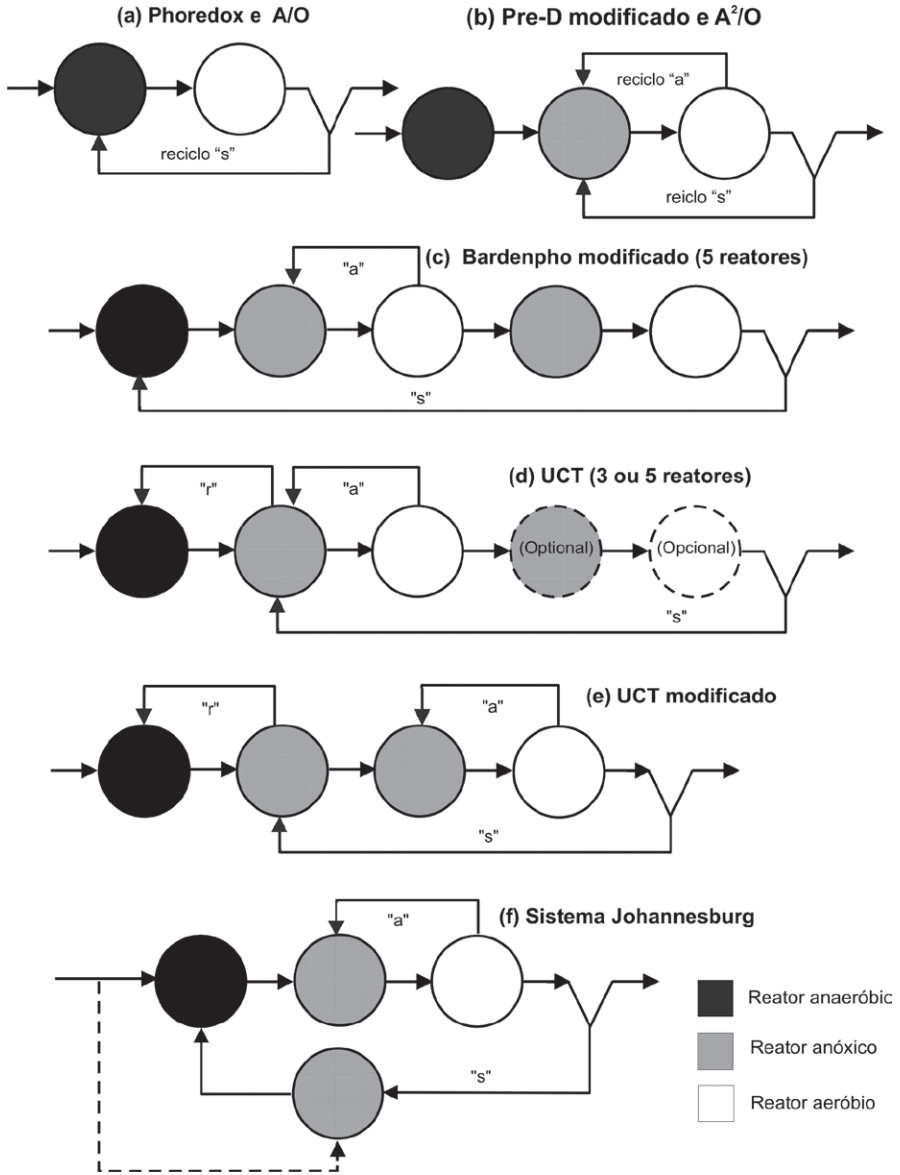 (a) Phoredox e A/O
(b) Pre-D modificado e A²/O
reciclo "a"
reciclo "s"
reiclo "s"
(c) Bardenpho modificado (5 reatores)
"a"
"s"
(d) UCT (3 ou 5 reatores)
"r"
"a"
(Optional)
(Opcional)
"s"
(e) UCT modificado
"r"
"a"
"s"
(f) Sistema Johannesburg
"a"
"s"
Reator anaeróbic
Reator anóxico
Reator aeróbio